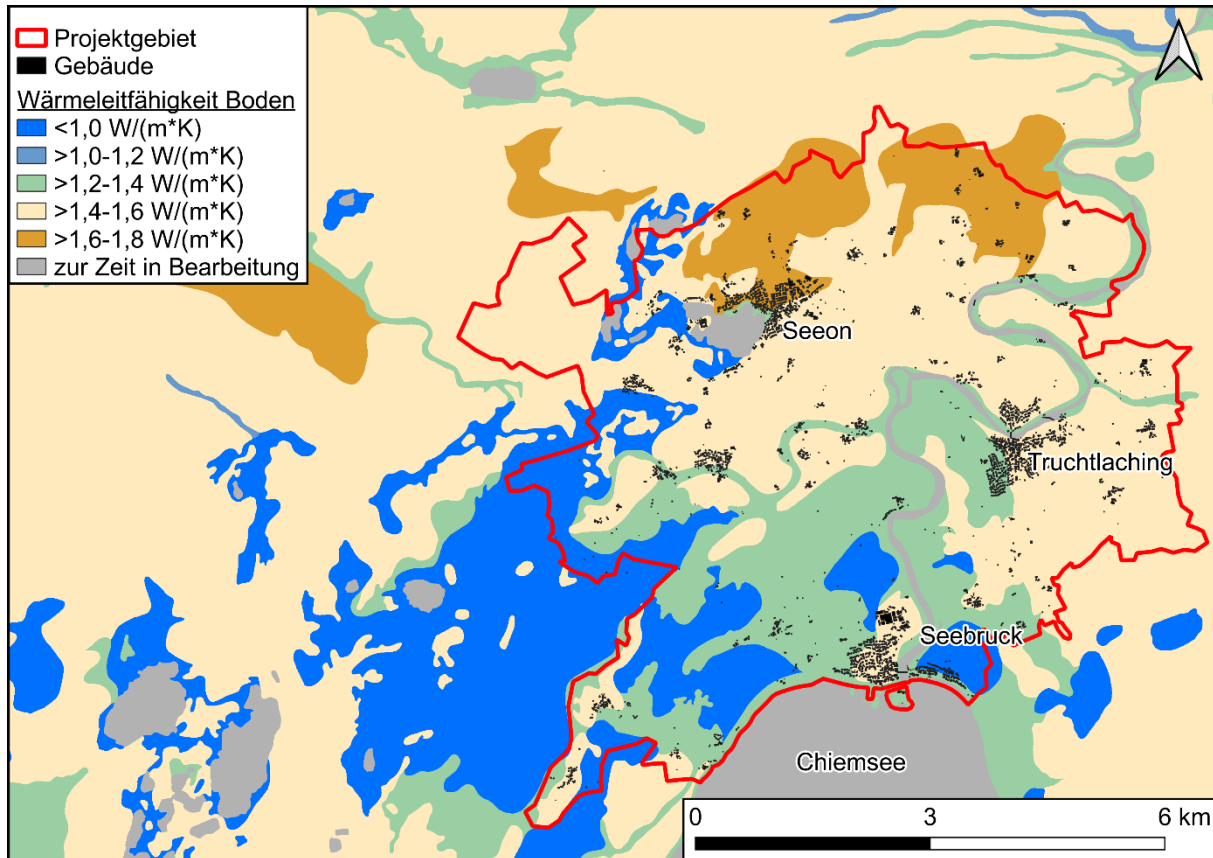 Projektgebiet
Gebäude
Wärmeleitfähigkeit Boden
<1,0 W/(m*K)
>1,0-1,2 W/(m*K)
>1,2-1,4 W/(m*K)
>1,4-1,6 W/(m*K)
>1,6-1,8 W/(m*K)
zur Zeit in Bearbeitung
Seeon
Truchtlaching
Seebruck
Chiemsee
0 3 6 km